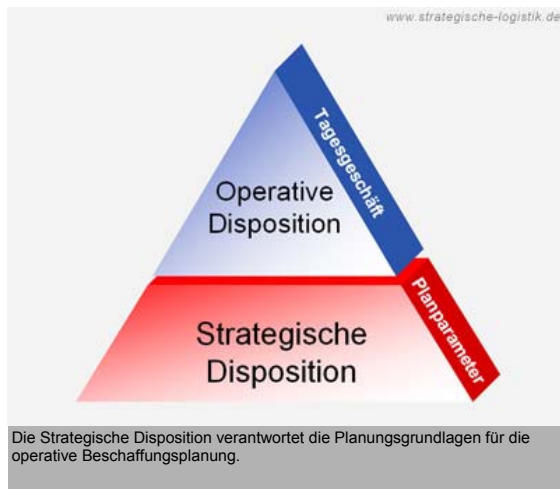 www.strategische-logistik.de
Tagesgeschäft
Operative
Disposition
Planparameter
Strategische
Disposition
Die Strategische Disposition verantwortet die Planungsgrundlagen für die
operative Beschaffungsplanung.